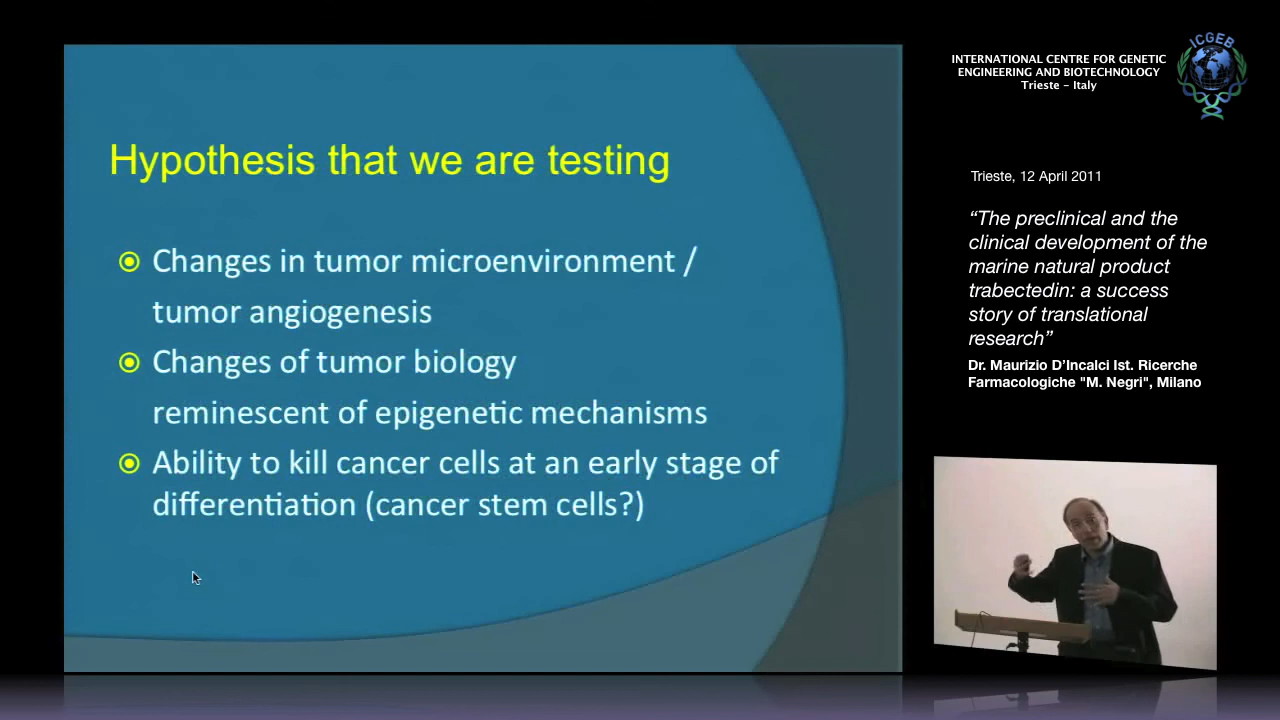 Hypothesis that we are testing
Changes in tumor microenvironment /
tumor angiogenesis
Changes of tumor biology
reminescent of epigenetic mechanisms
Ability to kill cancer cells at an early stage of
differentiation (cancer stem cells?)
INTERNATIONAL CENTRE FOR GENETIC
ENGINEERING AND BIOTECHNOLOGY
Trieste – Italy
ICGEB
Trieste, 12 April 2011
“The preclinical and the
clinical development of the
marine natural product
trabectedin: a success
story of translational
research”
Dr. Maurizio D’Incalci Ist. Ricerche
Farmacologiche "M. Negri", Milano